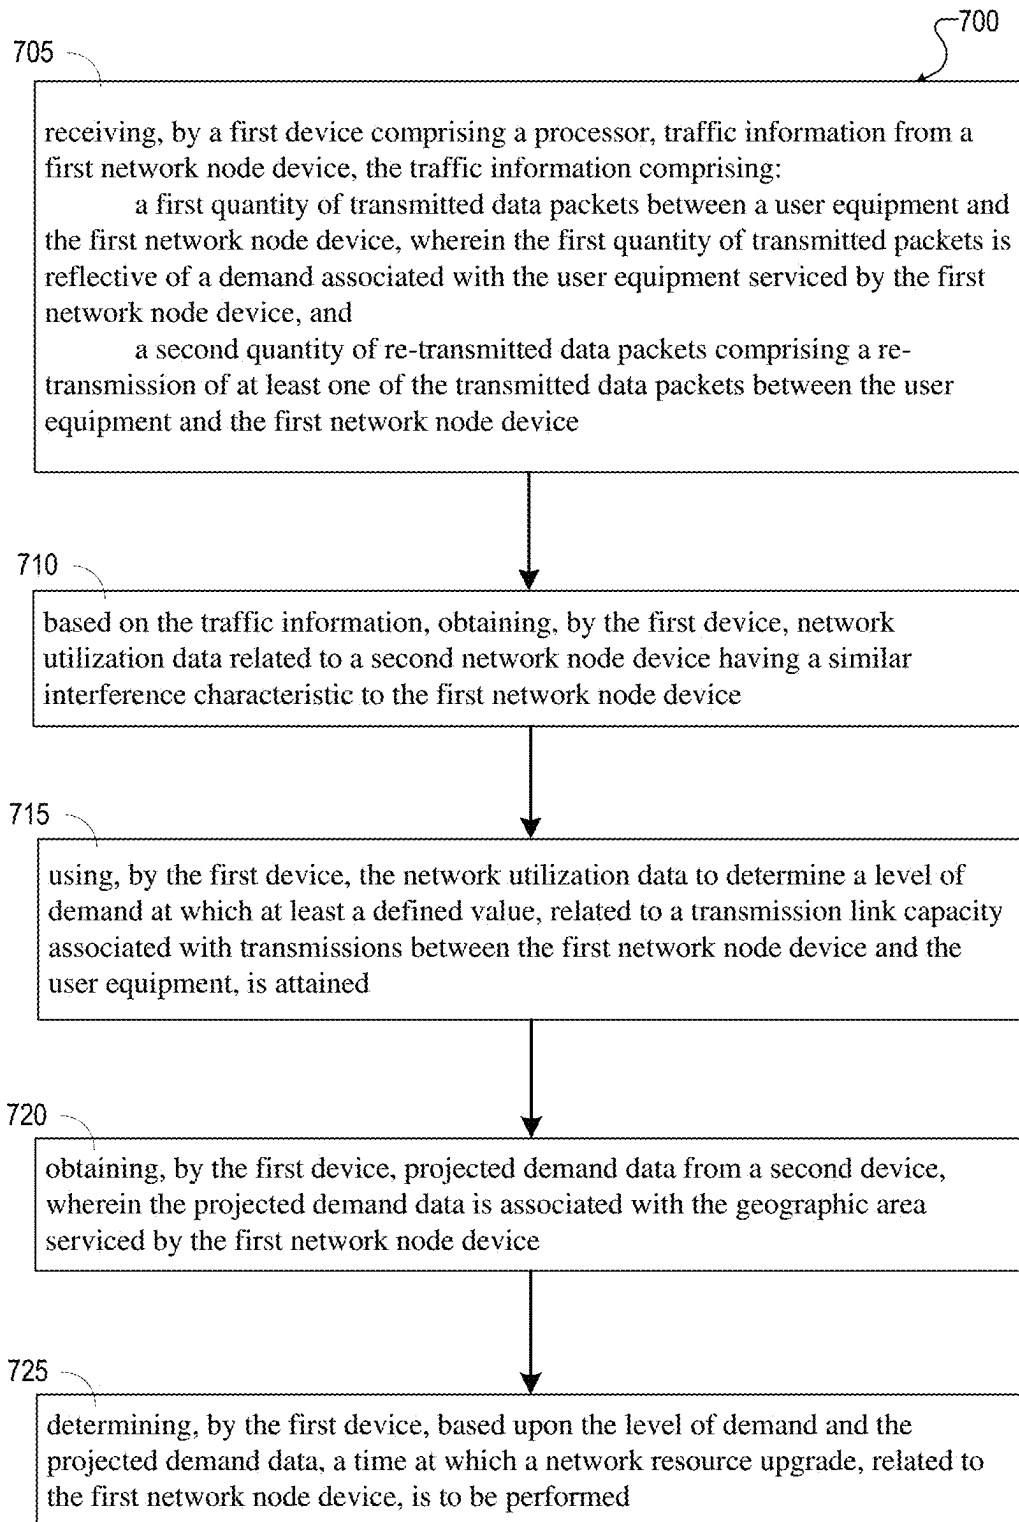 700
705
receiving, by a first device comprising a processor, traffic information from a
first network node device, the traffic information comprising:
a first quantity of transmitted data packets between a user equipment and
the first network node device, wherein the first quantity of transmitted packets is
reflective of a demand associated with the user equipment serviced by the first
network node device, and
a second quantity of re-transmitted data packets comprising a re-
transmission of at least one of the transmitted data packets between the user
equipment and the first network node device
710
based on the traffic information, obtaining, by the first device, network
utilization data related to a second network node device having a similar
interference characteristic to the first network node device
715
using, by the first device, the network utilization data to determine a level of
demand at which at least a defined value, related to a transmission link capacity
associated with transmissions between the first network node device and the
user equipment, is attained
720
obtaining, by the first device, projected demand data from a second device,
wherein the projected demand data is associated with the geographic area
serviced by the first network node device
725
determining, by the first device, based upon the level of demand and the
projected demand data, a time at which a network resource upgrade, related to
the first network node device, is to be performed